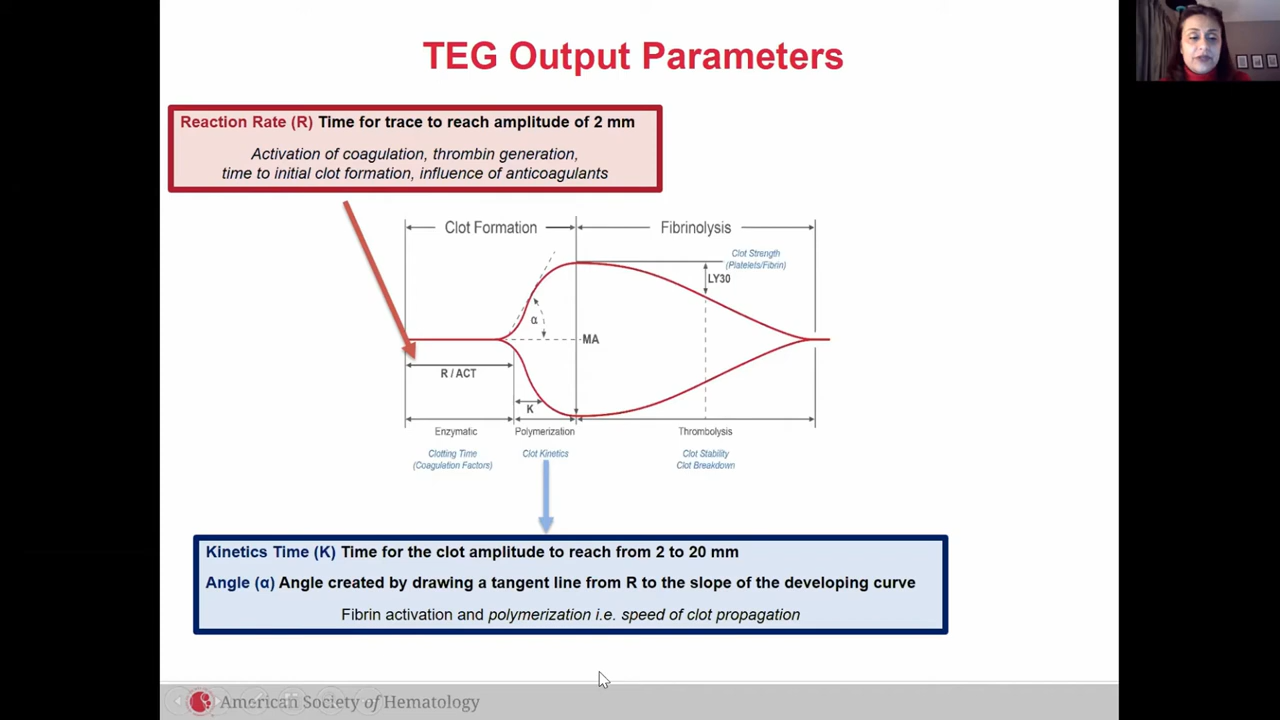 TEG Output Parameters
Reaction Rate (R) Time for trace to reach amplitude of 2 mm
Activation of coagulation, thrombin generation,
time to initial clot formation, influence of anticoagulants
Clot Formation
Fibrinolysis
Clot Strength
(Platelets/Fibrin)
LY30
α
MA
R / ACT
K
Enzymatic
Polymerization
Thrombolysis
Clotting Time
(Coagulation Factors)
Clot Kinetics
Clot Stability
Clot Breakdown
Kinetics Time (K) Time for the clot amplitude to reach from 2 to 20 mm
Angle (α) Angle created by drawing a tangent line from R to the slope of the developing curve
Fibrin activation and polymerization i.e. speed of clot propagation
American Society of Hematology